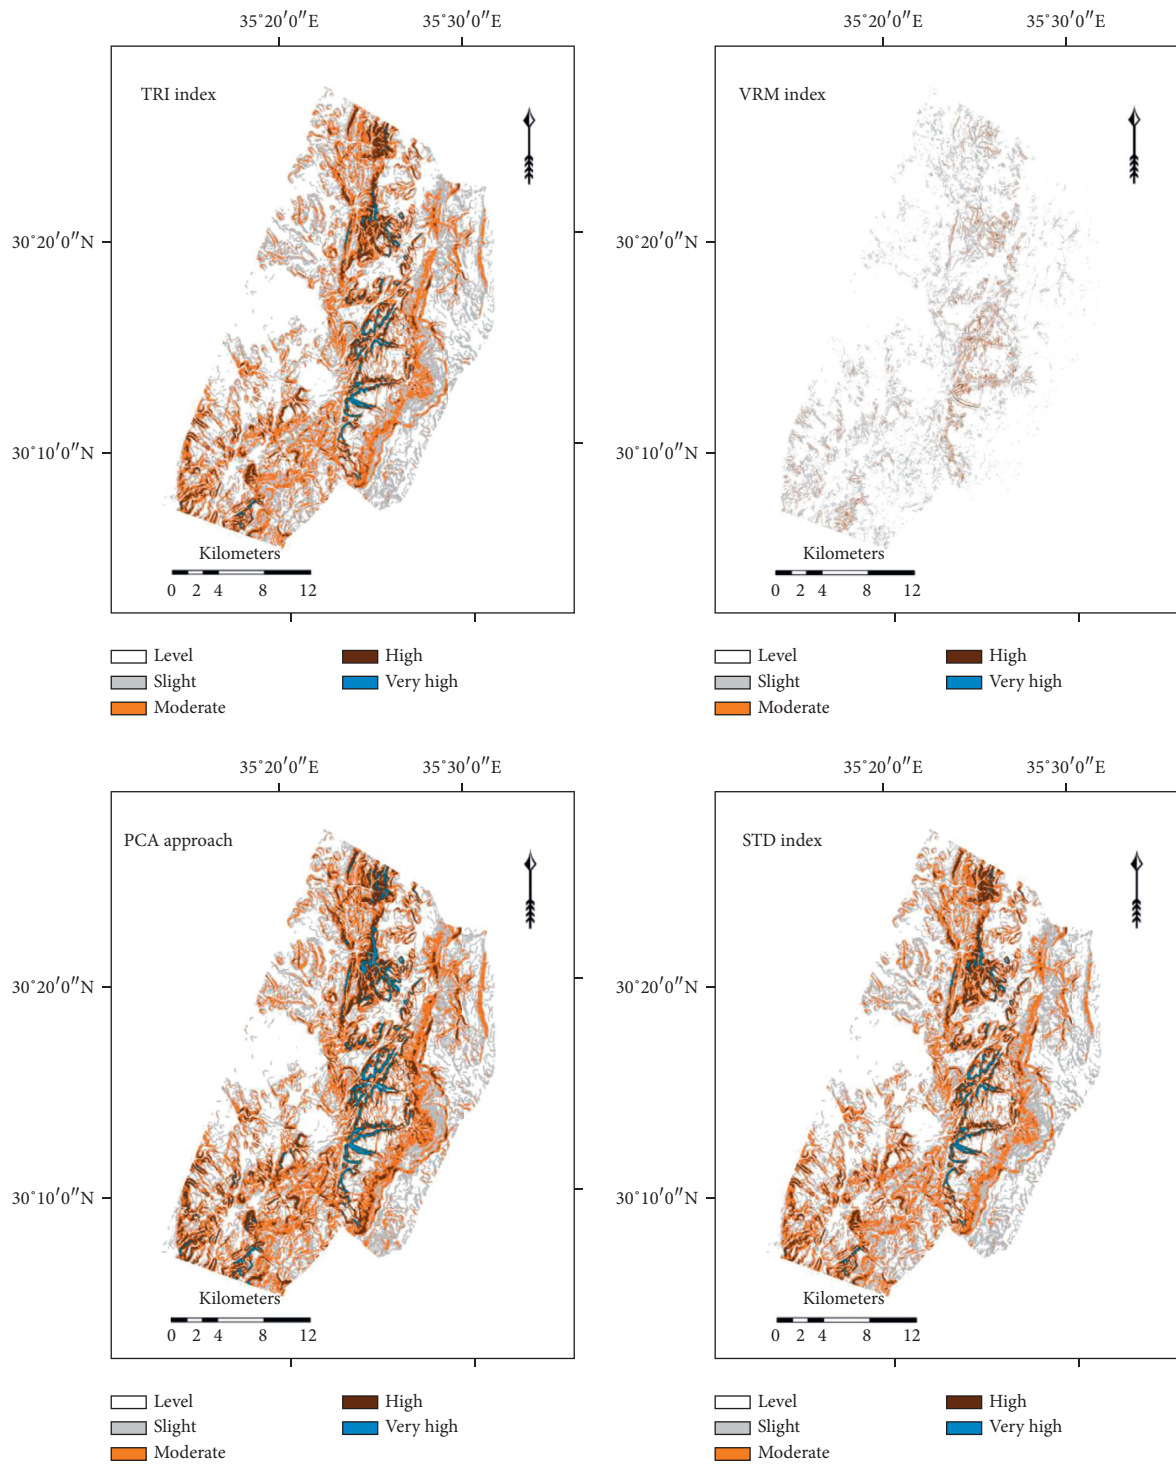 35°20′0″E 35°30′0″E
35°20′0″E 35°30′0″E
TRI index
VRM index
30°20′0″N
30°20′0″N
30°10′0″N
30°10′0″N
Kilometers
0 2 4 8 12
Kilometers
0 2 4 8 12
Level
High
Slight
Very high
Moderate
Level
High
Slight
Very high
Moderate
35°20′0″E 35°30′0″E
35°20′0″E 35°30′0″E
PCA approach
STD index
30°20′0″N
30°20′0″N
30°10′0″N
30°10′0″N
Kilometers
0 2 4 8 12
Kilometers
0 2 4 8 12
Level
High
Slight
Very high
Moderate
Level
High
Slight
Very high
Moderate